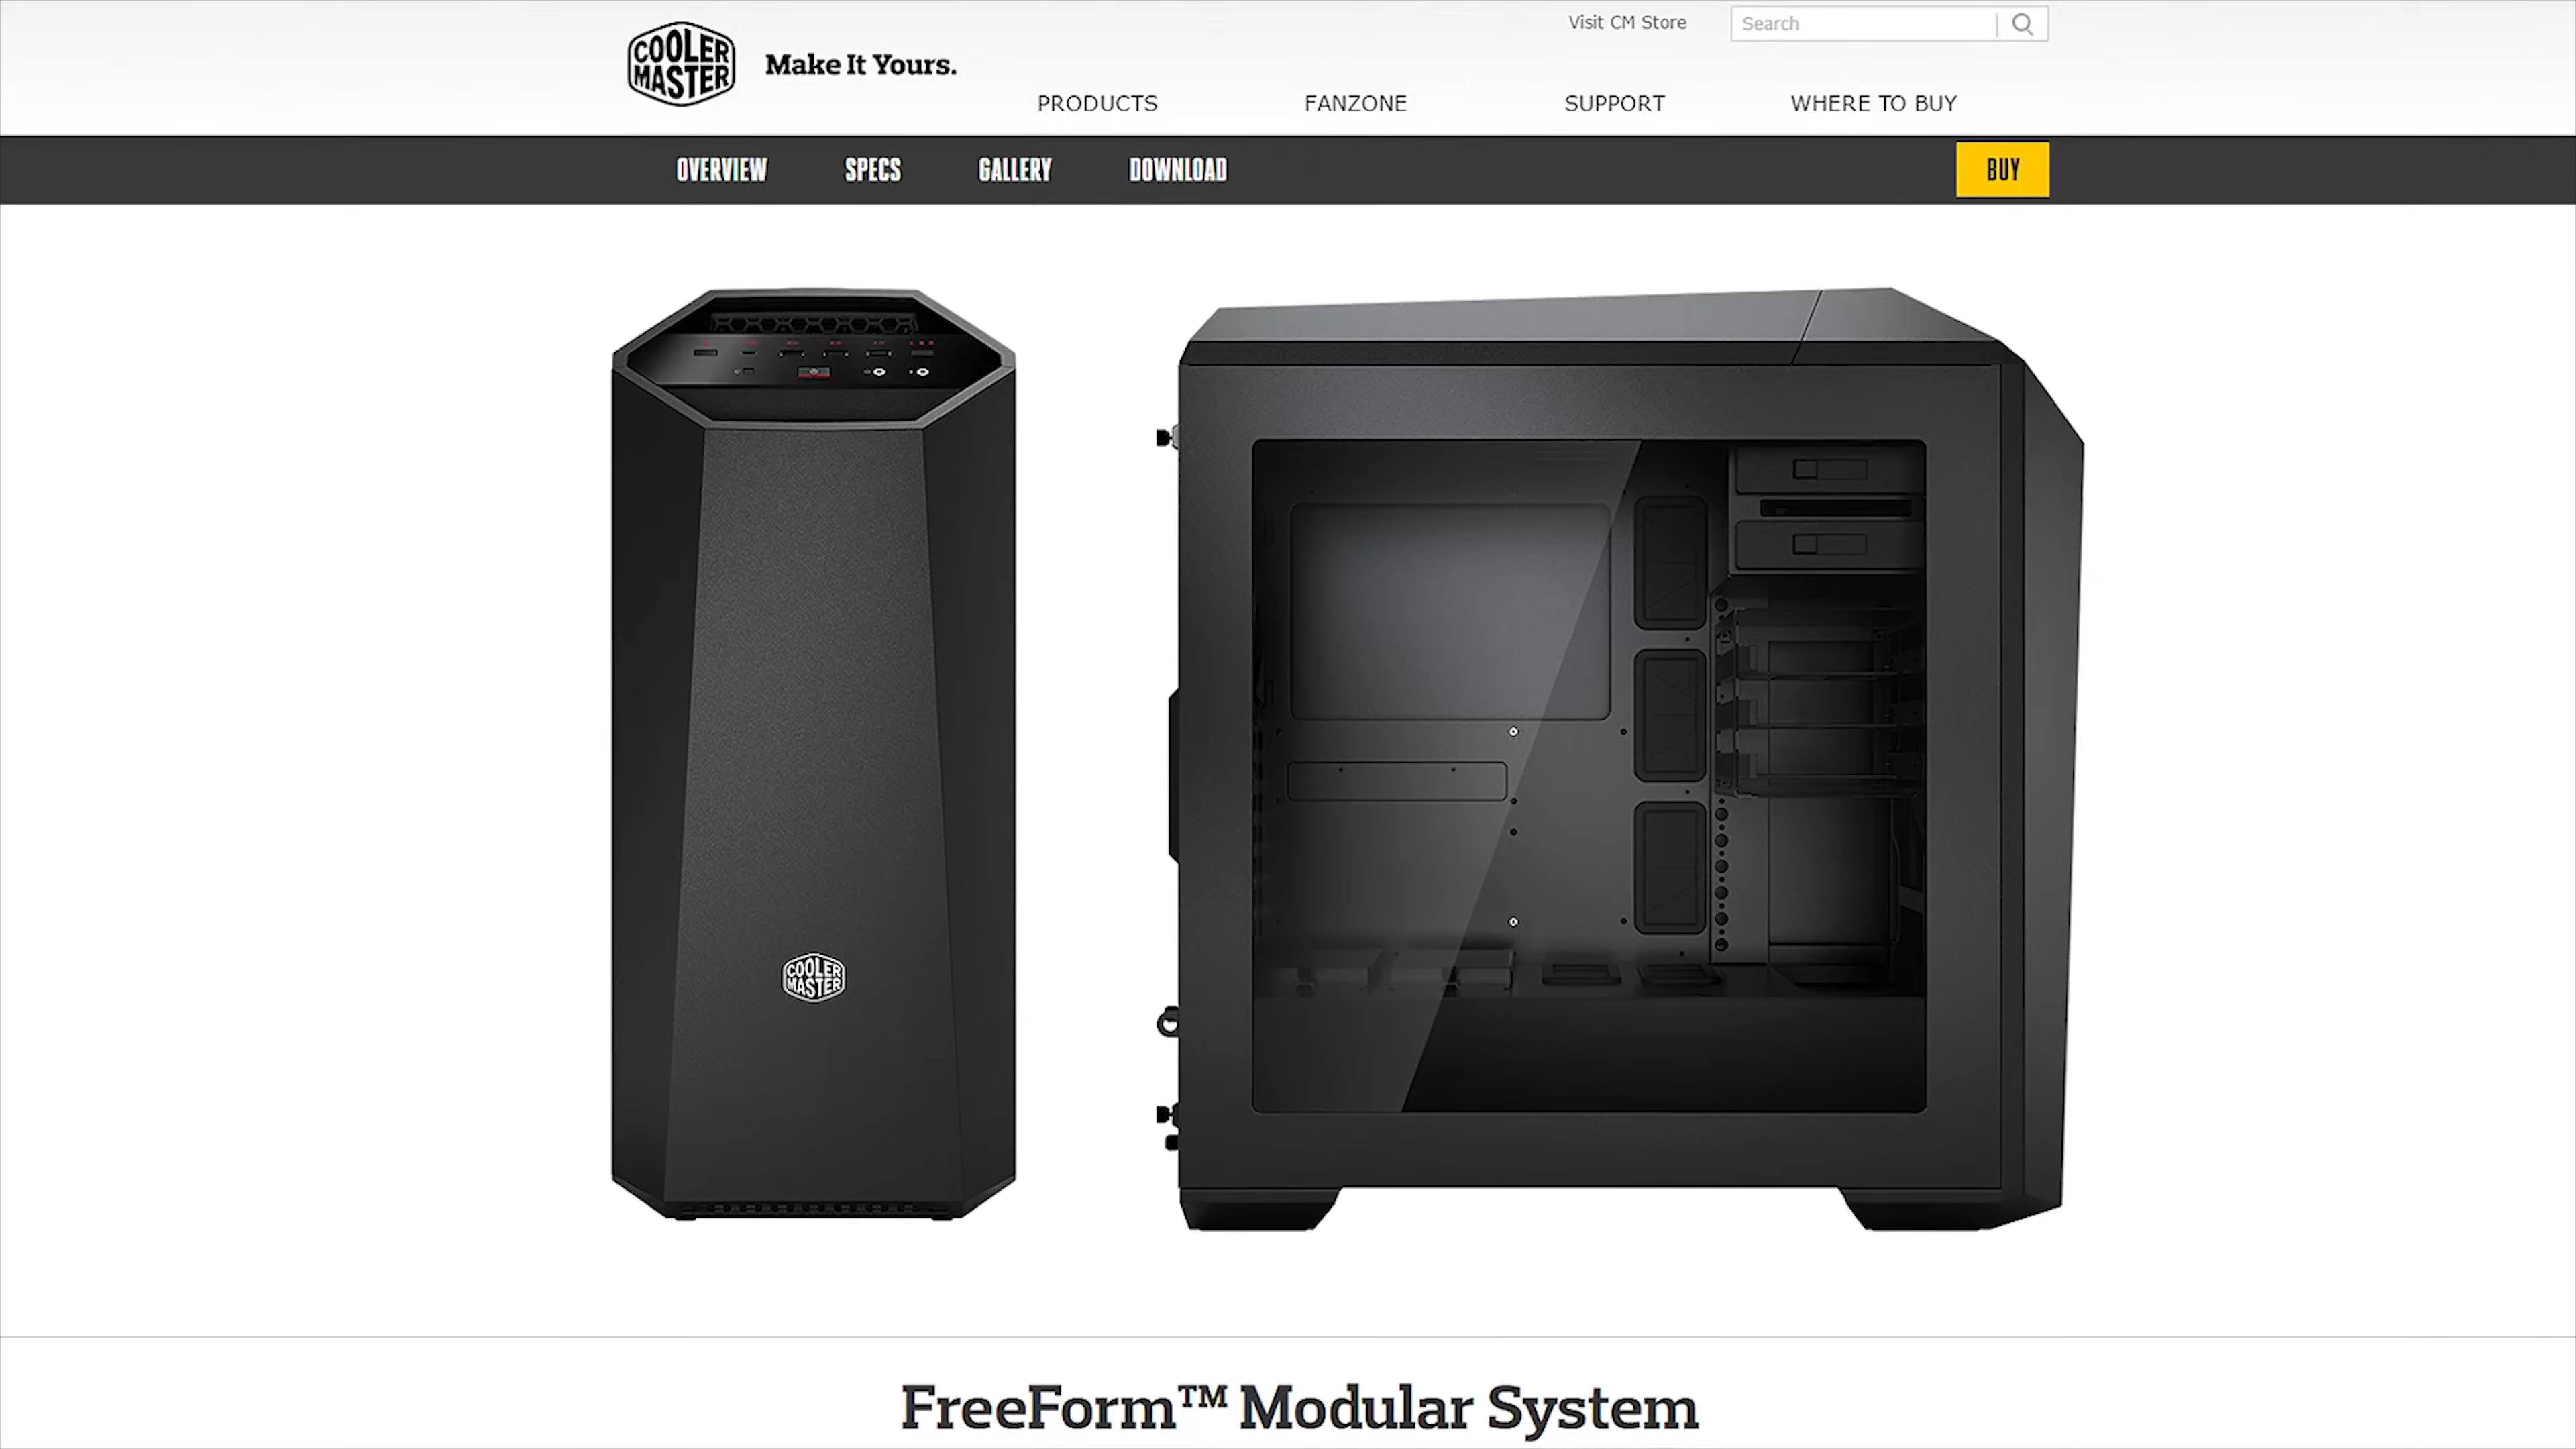 COOLER
MASTER
Make It Yours.
Visit CM Store
Search
PRODUCTS
FANZONE
SUPPORT
WHERE TO BUY
OVERVIEW
SPECS
GALLERY
DOWNLOAD
BUY
COOLER
MASTER
FreeForm™ Modular System